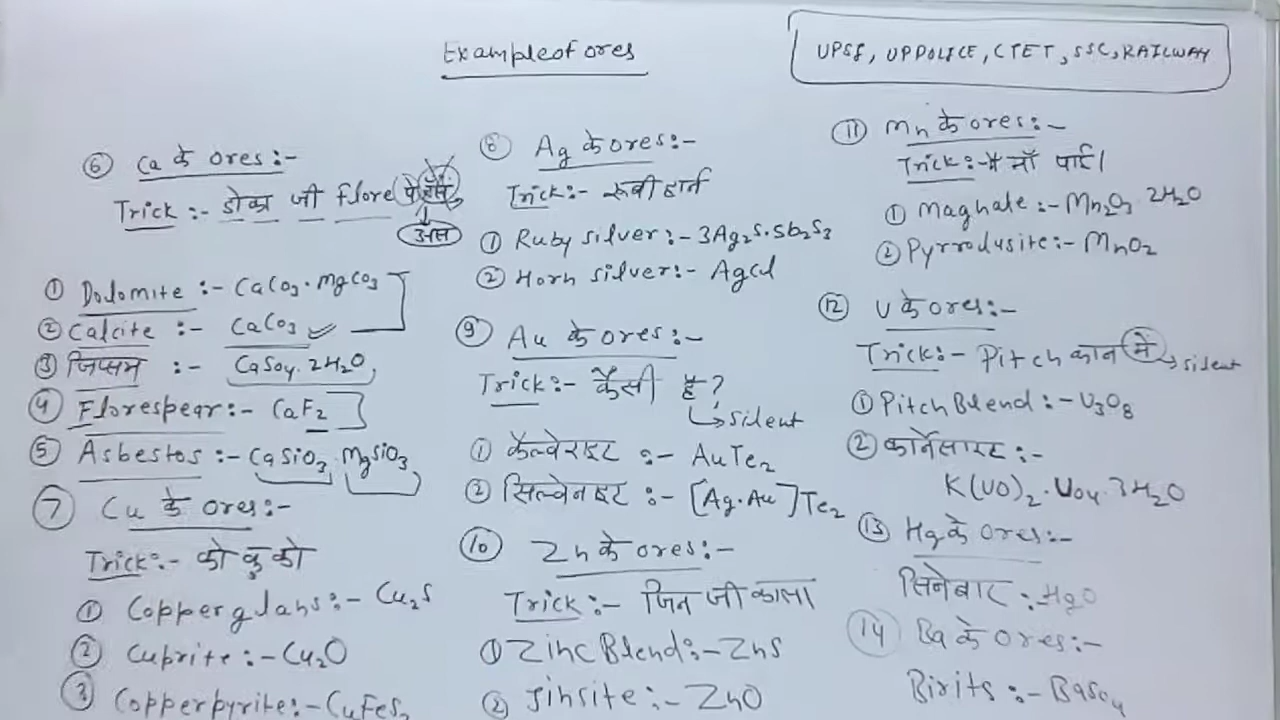 Example of ores
UPSI, UPPOLICE, CTET, SSC, RAILWAY
⑥ Ca के ores :-
Trick :- डोका जी Flore पे
अस
① Dolomite :- CaCO3 . MgCO3
② Calcite :- CaCO3
③ जिप्सम :- CaSO4. 2H2O
④ Florespear :- CaF2
⑤ Asbestos :- CaSiO3 MgSiO3
⑦ Cu के ores :-
Trick :- को कु को
① Copperglans :- Cu2S
② Cuprite :- Cu2O
③ Copperpyrite :- CuFeS2
⑧ Ag के ores :-
Trick :- रूबी हार्न
① Ruby silver :- 3Ag2S.Sb2S3
② Horn silver :- AgCl
⑨ Au के ores :-
Trick :- कैसी है?
silent
① कैल्वेराइट :- AuTe2
② सिल्वेनाइट :- [Ag.Au]Te2
⑩ Zn के ores :-
Trick :- जिन जी काला
① Zinc Blend :- ZnS
② Jinsite :- ZnO
⑪ Mn के ores :-
Trick :- नॉ पाई।
① Magnate :- Mn2O3 2H2O
② Pyrrodusite :- MnO2
⑫ U के ores :-
Trick :- Pitch कान में silent
① PitchBlend :- U3O8
② कार्नेसाइट :-
K(UO)2.UO4 3H2O
⑬ Hg के ores :-
सिनेबार :- HgO
⑭ Ba के ores :-
Birits :- BaSO4